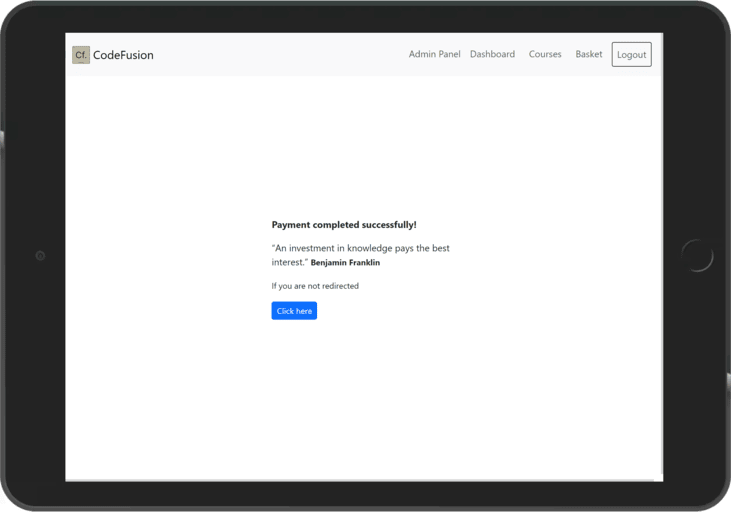 Cf. CodeFusion Admin Panel Dashboard Courses Basket Logout
Payment completed successfully!
“An investment in knowledge pays the best
interest.” Benjamin Franklin
If you are not redirected
Click here